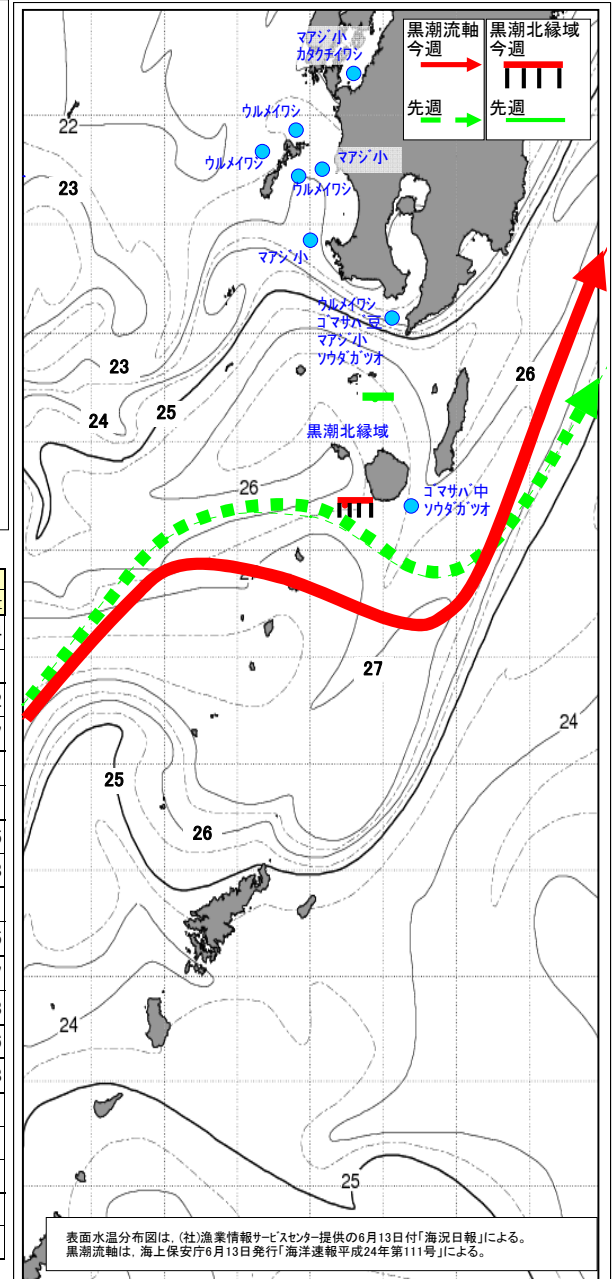 黒潮流軸
今週
先週
黒潮北縁域
今週
先週
マアジ小
カタクチイワシ
ウルメイワシ
22
ウルメイワシ
マアジ小
ウルメイワシ
23
マアジ小
ウルメイワシ
ゴマサバ豆
マアジ小
ソウダガツオ
23
26
25
24
黒潮北縁域
26
ゴマサバ中
ソウダガツオ
27
27
24
25
26
24
25
表面水温分布図は，(社)漁業情報サービスセンター提供の6月13日付「海況日報」による。
黒潮流軸は，海上保安庁6月13日発行「海洋速報平成24年第111号」による。